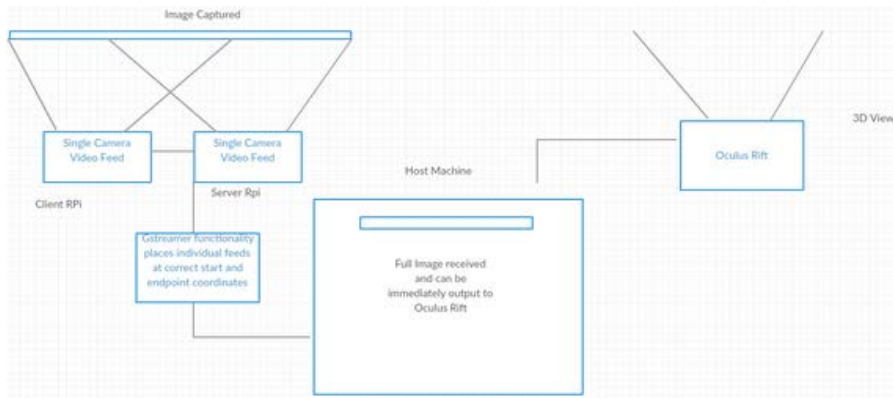 Image Captured
Single Camera
Video Feed
Single Camera
Video Feed
Client RPi
Server Rpi
Gstreamer functionality
places individual feeds
at correct start and
endpoint coordinates
Host Machine
Full Image received
and can be
immediately output to
Oculus Rift
Oculus Rift
3D View